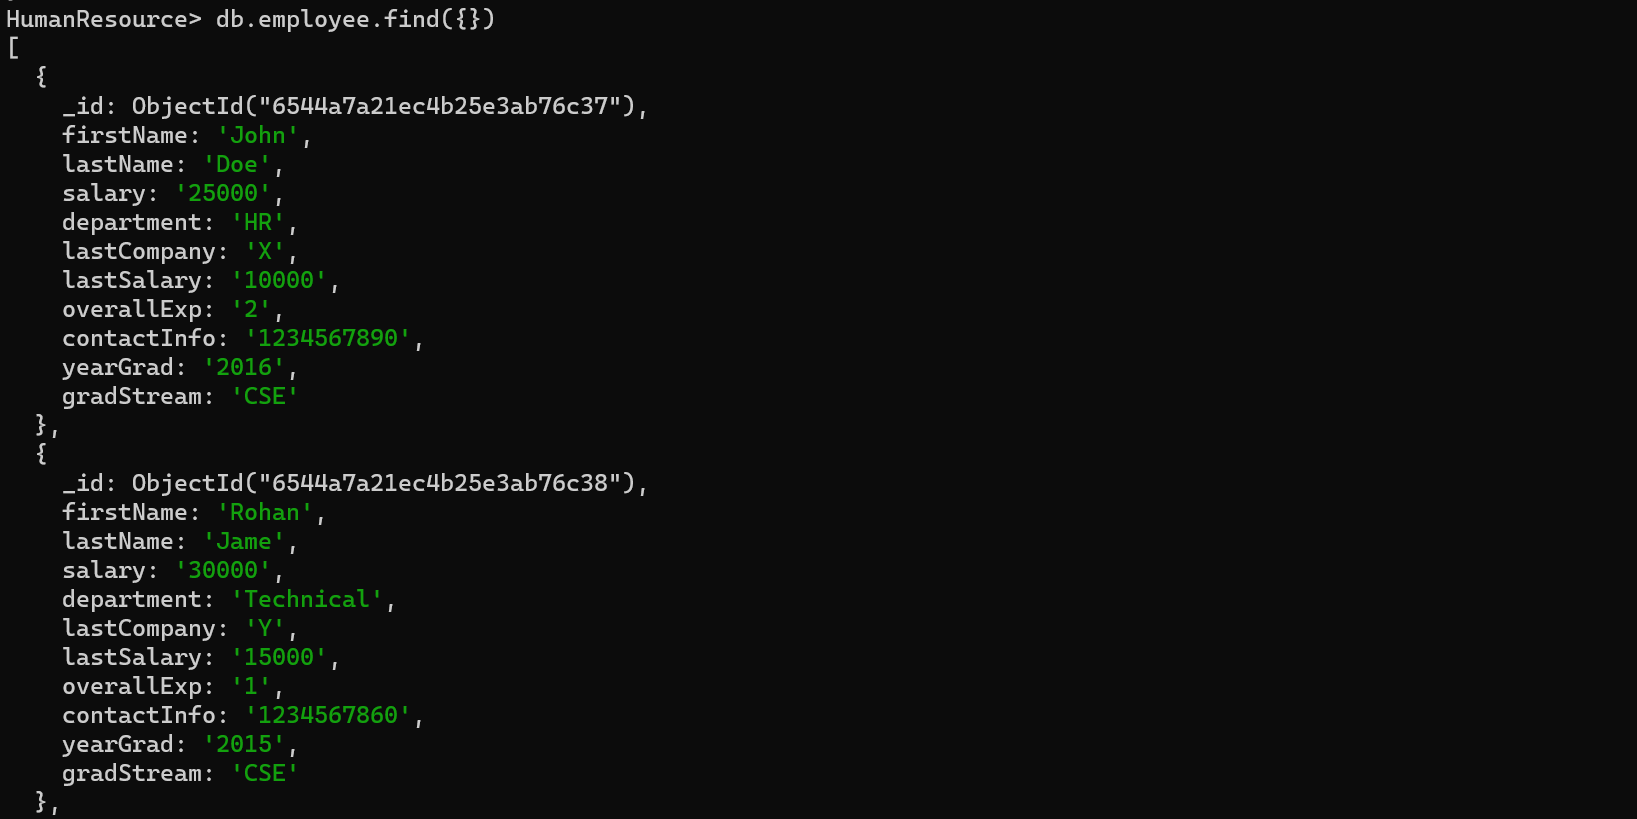 HumanResource> db.employee.find({})
[
  {
    _id: ObjectId("6544a7a21ec4b25e3ab76c37"),
    firstName: 'John',
    lastName: 'Doe',
    salary: '25000',
    department: 'HR',
    lastCompany: 'X',
    lastSalary: '10000',
    overallExp: '2',
    contactInfo: '1234567890',
    yearGrad: '2016',
    gradStream: 'CSE'
  },
  {
    _id: ObjectId("6544a7a21ec4b25e3ab76c38"),
    firstName: 'Rohan',
    lastName: 'Jame',
    salary: '30000',
    department: 'Technical',
    lastCompany: 'Y',
    lastSalary: '15000',
    overallExp: '1',
    contactInfo: '1234567860',
    yearGrad: '2015',
    gradStream: 'CSE'
  },